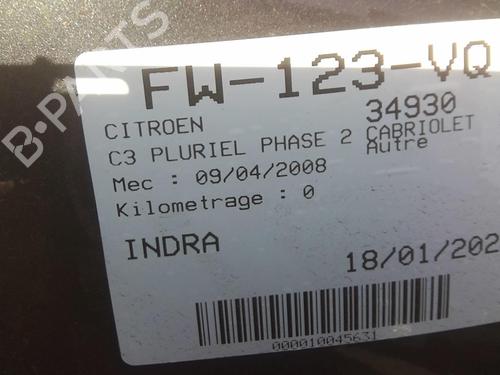 B-PARTS
FW-123-VQ
CITROEN 34930
C3 PLURIEL PHASE 2 CABRIOLET
Autre
Mec : 09/04/2008
Kilometrage : 0
INDRA 18/01/202
000010045631